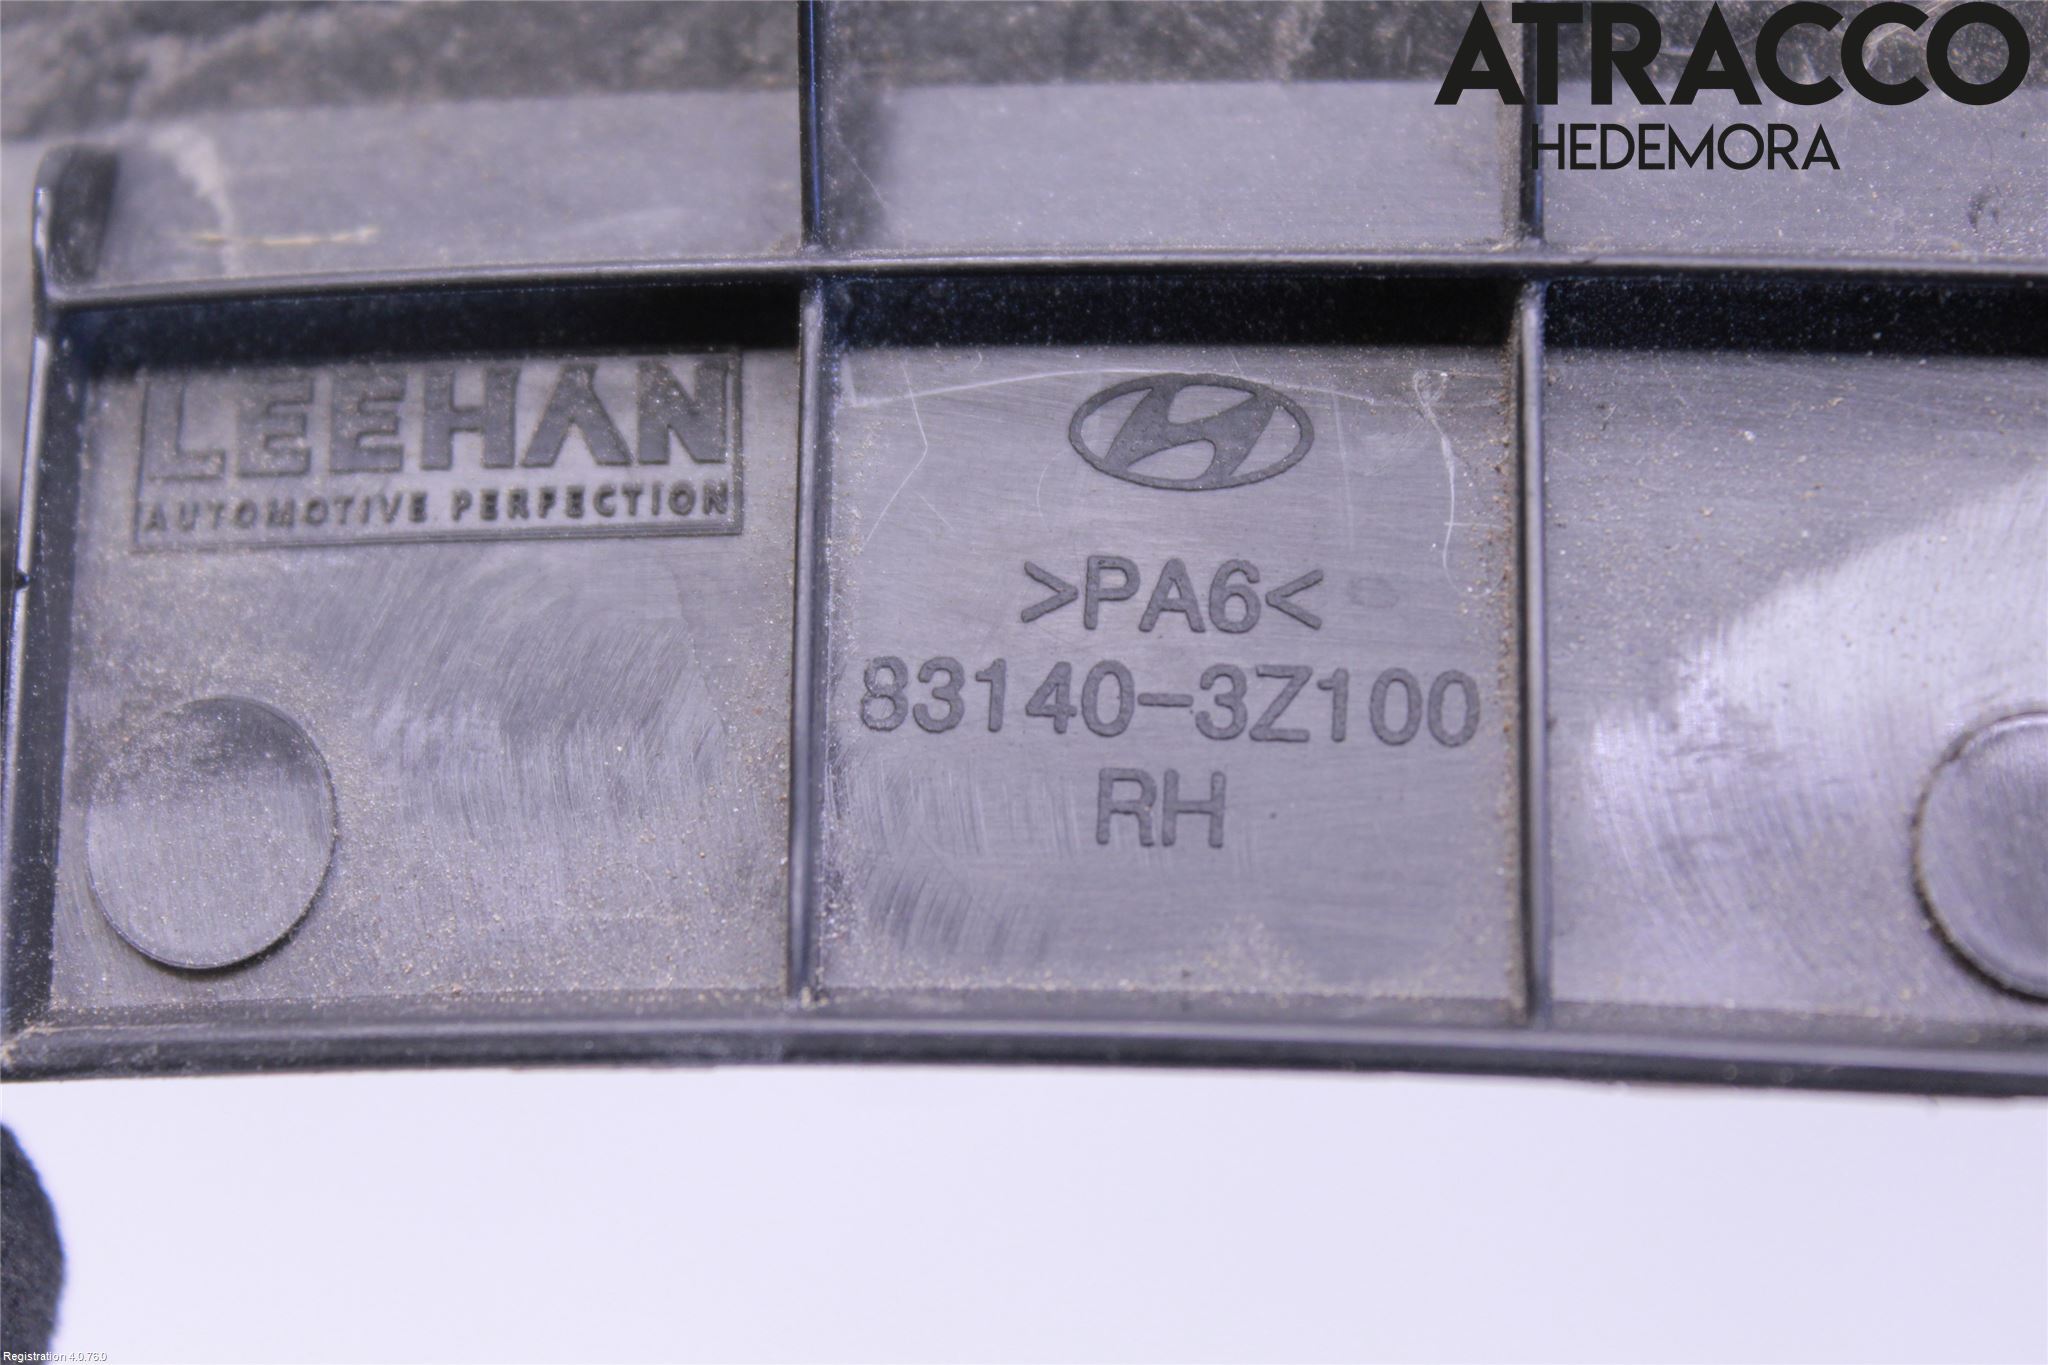 ATRACCO
HEDEMORA
LEEHAN
AUTOMOTIVE PERFECTION
>PA6<
83140-3Z100
RH
Registration 4.0.76.0